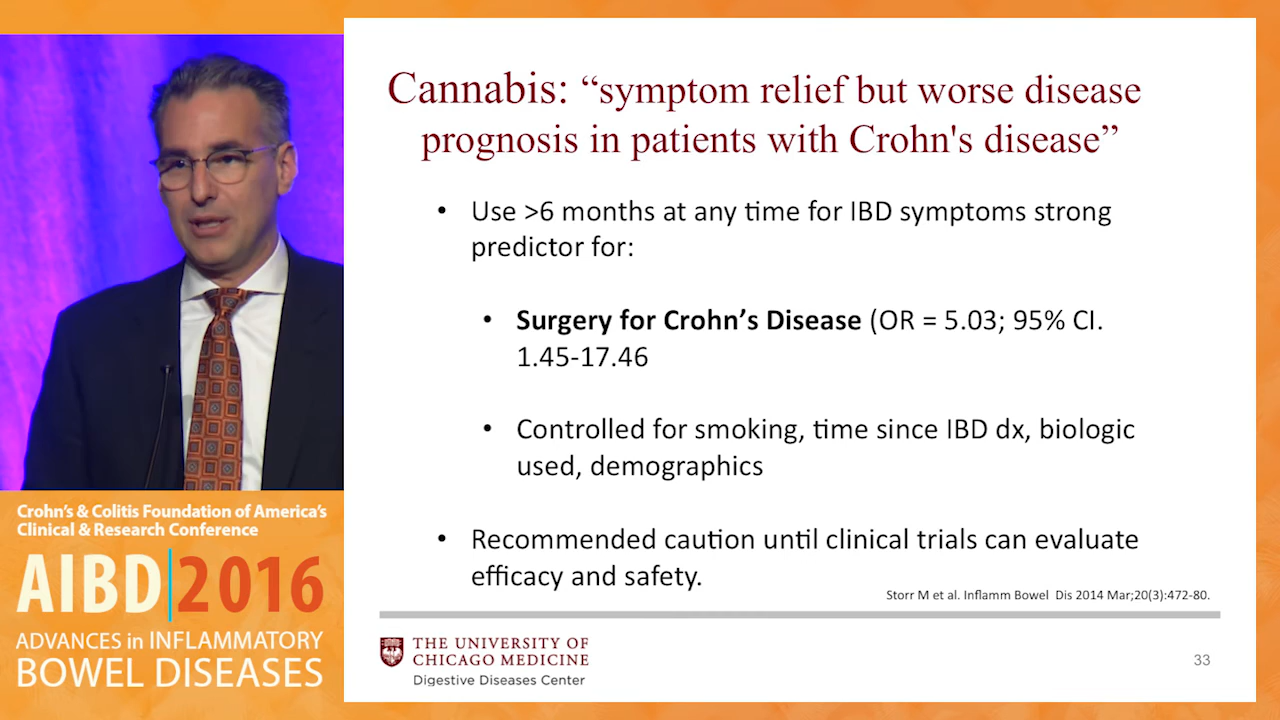 Cannabis: “symptom relief but worse disease
prognosis in patients with Crohn's disease”
• Use >6 months at any time for IBD symptoms strong
predictor for:
• Surgery for Crohn’s Disease (OR = 5.03; 95% CI.
1.45-17.46
• Controlled for smoking, time since IBD dx, biologic
used, demographics
• Recommended caution until clinical trials can evaluate
efficacy and safety.
Storr M et al. Inflamm Bowel Dis 2014 Mar;20(3):472-80.
THE UNIVERSITY OF
CHICAGO MEDICINE
Digestive Diseases Center
33
Crohn’s & Colitis Foundation of America’s
Clinical & Research Conference
AIBD|2016
ADVANCES in INFLAMMATORY
BOWEL DISEASES